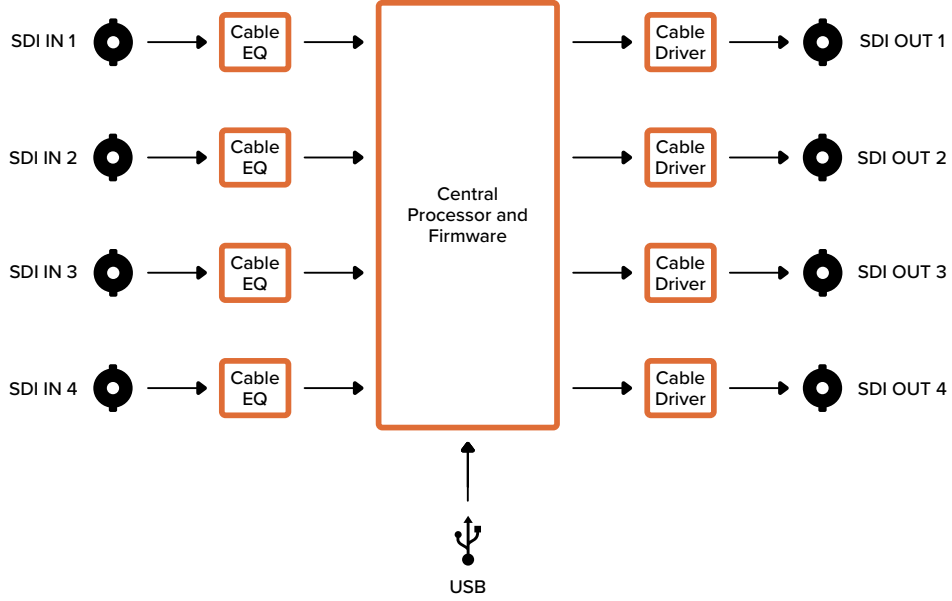 SDI IN 1
Cable
EQ
Cable
Driver
SDI OUT 1
SDI IN 2
Cable
EQ
Cable
Driver
SDI OUT 2
Central
Processor and
Firmware
SDI IN 3
Cable
EQ
Cable
Driver
SDI OUT 3
SDI IN 4
Cable
EQ
Cable
Driver
SDI OUT 4
USB